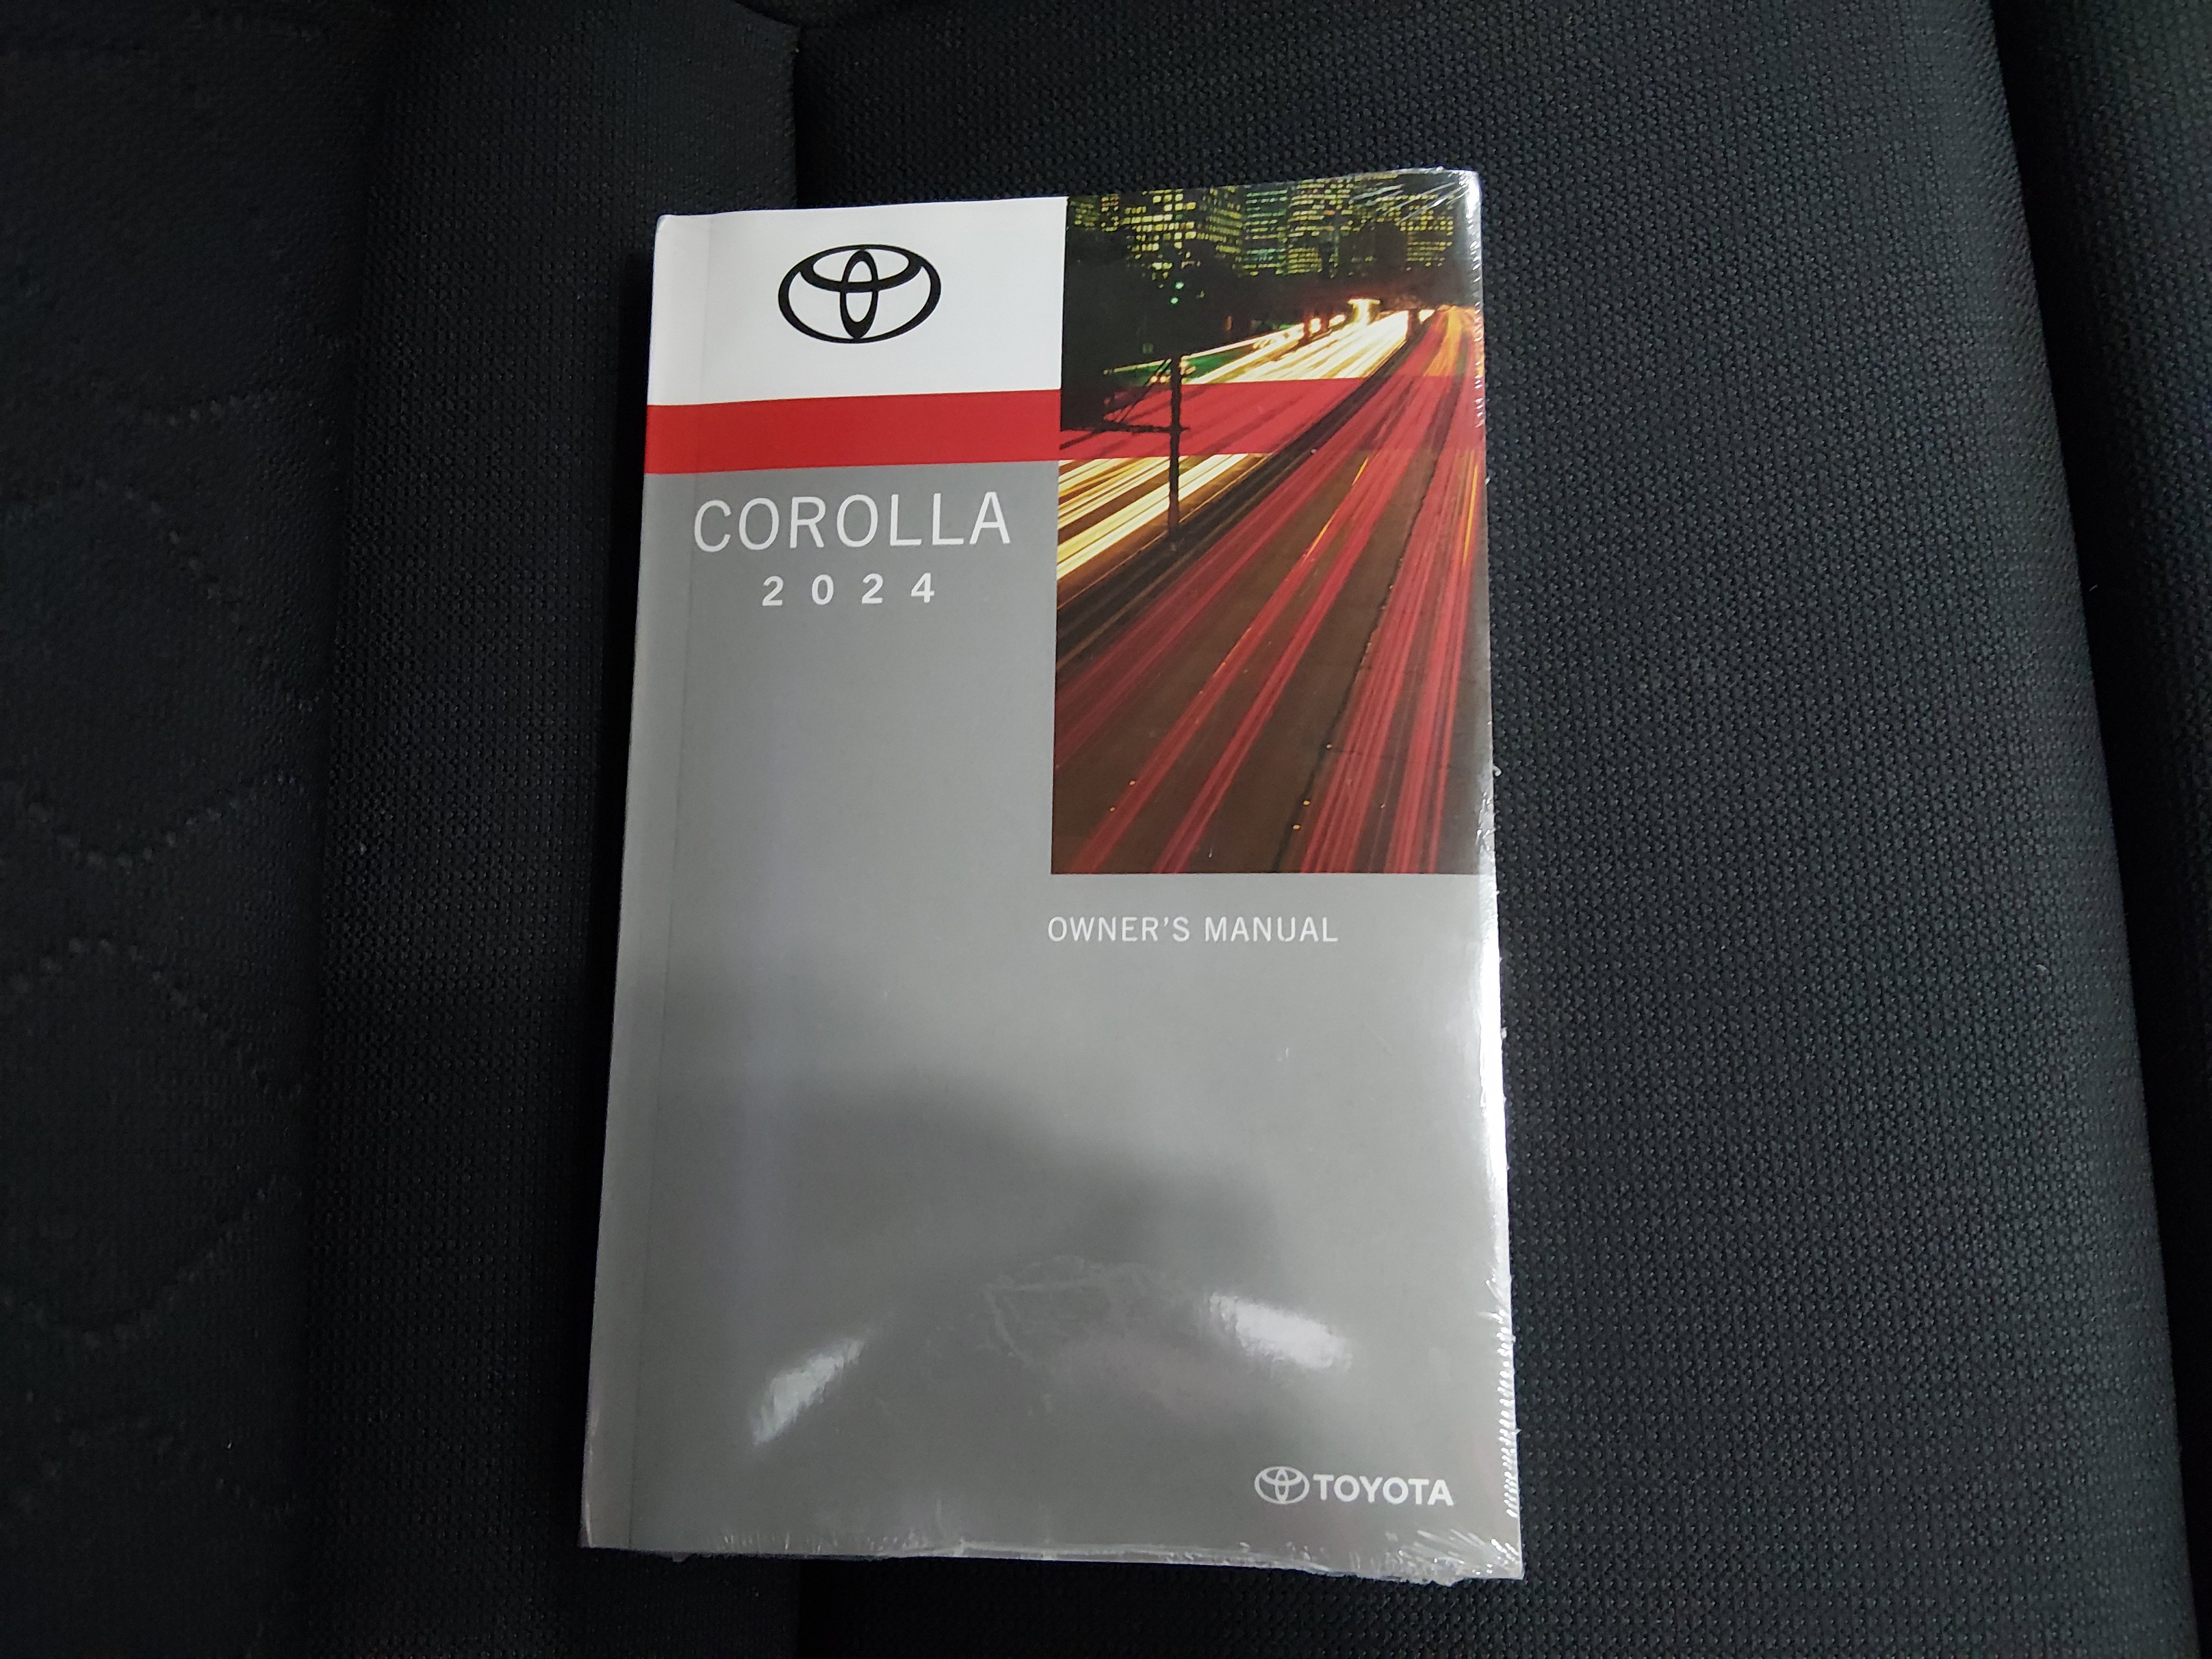 COROLLA
2024
OWNER'S MANUAL
TOYOTA